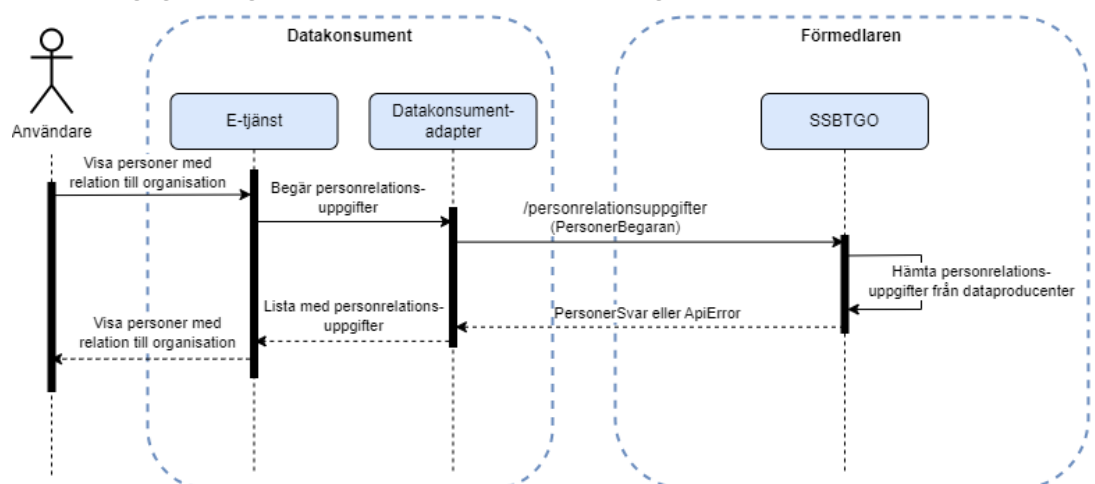 Datakonsument
Förmedlaren
Användare
E-tjänst
Datakonsument-
adapter
SSBTGO
Visa personer med
relation till organisation
Begär personrelations-
uppgifter
/personrelationsuppgifter
(PersonerBegaran)
Hämta personrelations-
uppgifter från dataproducenter
PersonerSvar eller ApiError
Lista med personrelations-
uppgifter
Visa personer med
relation till organisation